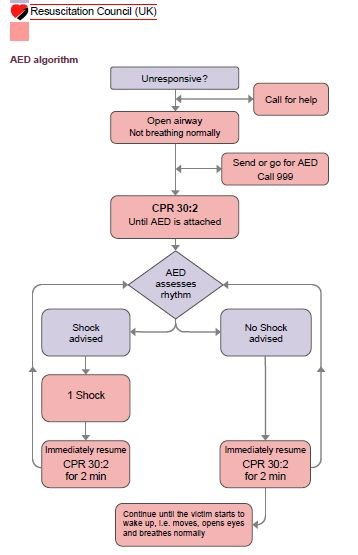 Resuscitation Council (UK)
AED algorithm
Unresponsive?
Call for help
Open airway
Not breathing normally
Send or go for AED
Call 999
CPR 30:2
Until AED is attached
AED
assesses
rhythm
Shock
advised
No Shock
advised
1 Shock
Immediately resume
CPR 30:2
for 2 min
Immediately resume
CPR 30:2
for 2 min
Continue until the victim starts to
wake up, i.e. moves, opens eyes
and breathes normally